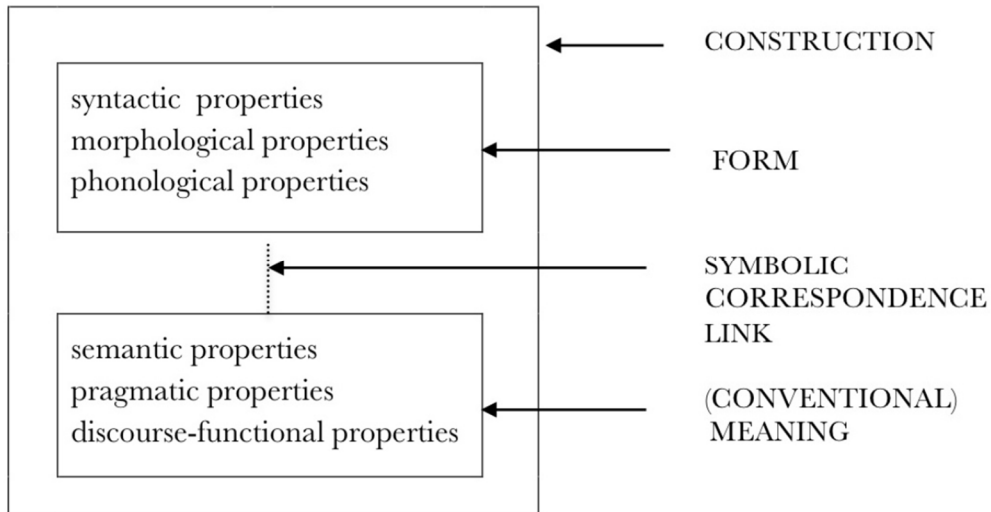 CONSTRUCTION
syntactic properties
morphological properties
phonological properties
FORM
SYMBOLIC
CORRESPONDENCE
LINK
semantic properties
pragmatic properties
discourse-functional properties
(CONVENTIONAL)
MEANING